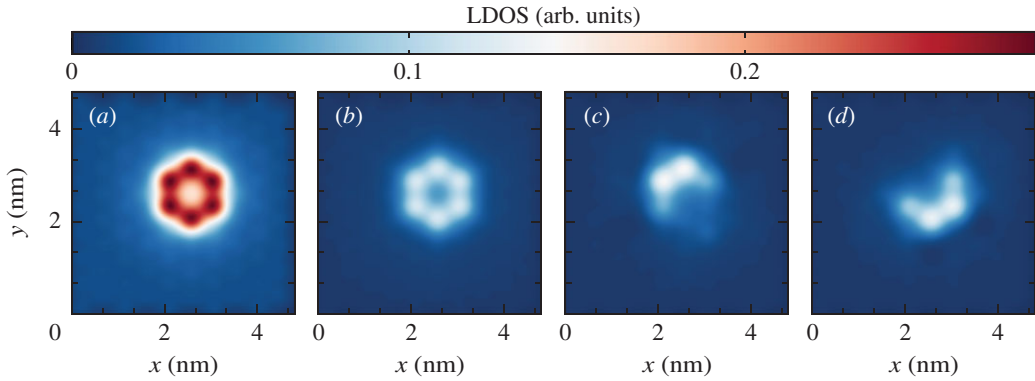 LDOS (arb. units)
0 0.1 0.2
(a) (b) (c) (d)
4
2
0
y (nm)
2 4 0 2 4 0 2 4 0 2 4
x (nm) x (nm) x (nm) x (nm)